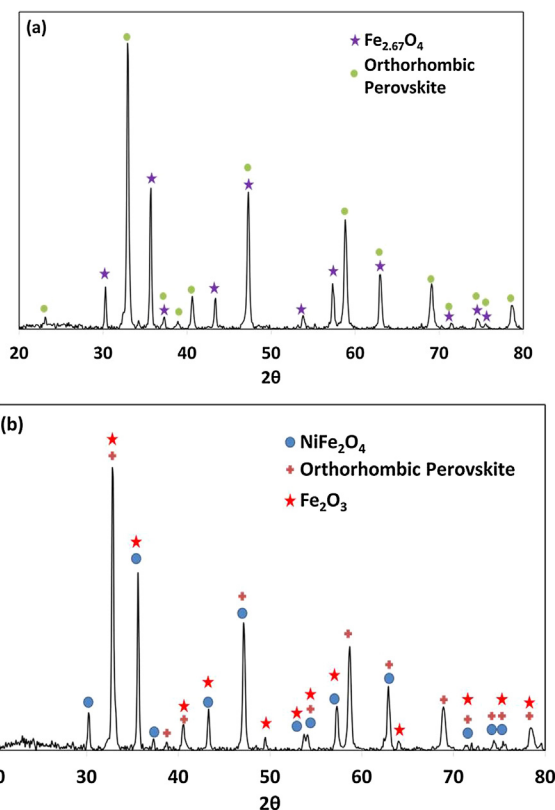 (a)
Fe₂.₆₇O₄
Orthorhombic
Perovskite
20 30 40 50 60 70 80
2θ
(b)
NiFe₂O₄
Orthorhombic Perovskite
Fe₂O₃
0 30 40 50 60 70 80
2θ